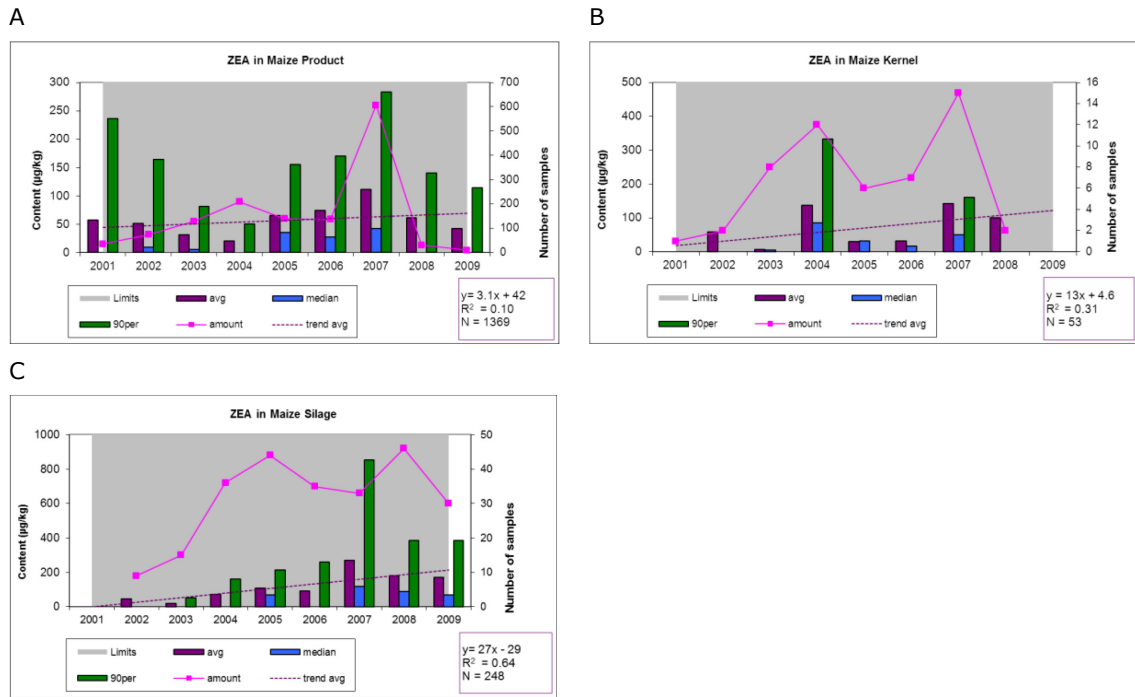 A
ZEA in Maize Product
Content (µg/kg)
300
250
200
150
100
50
0
700
600
500
400
300
200
100
0
Number of samples
2001 2002 2003 2004 2005 2006 2007 2008 2009
Limits avg median
90per amount trend avg
y= 3.1x + 42
R² = 0.10
N = 1369
B
ZEA in Maize Kernel
Content (µg/kg)
500
400
300
200
100
0
16
14
12
10
8
6
4
2
0
Number of samples
2001 2002 2003 2004 2005 2006 2007 2008 2009
Limits avg median
90per amount trend avg
y = 13x + 4.6
R² = 0.31
N = 53
C
ZEA in Maize Silage
Content (µg/kg)
1000
800
600
400
200
0
50
40
30
20
10
0
Number of samples
2001 2002 2003 2004 2005 2006 2007 2008 2009
Limits avg median
90per amount trend avg
y= 27x - 29
R² = 0.64
N = 248